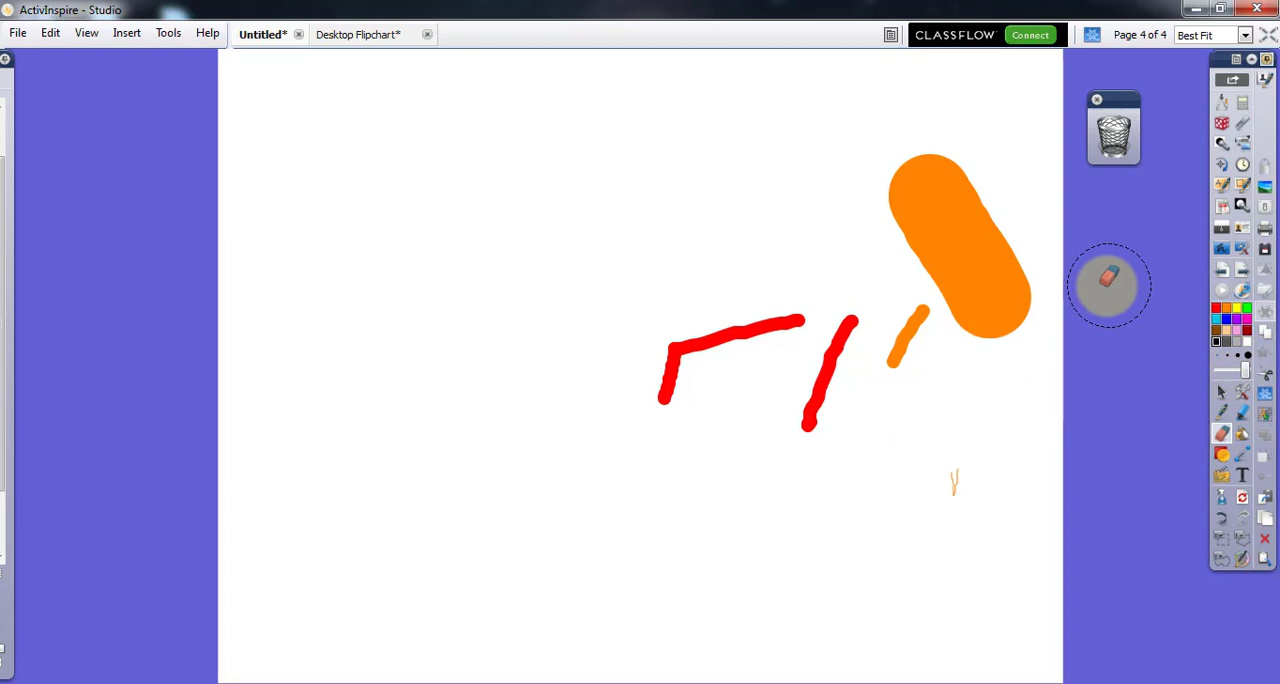 ActivInspire - Studio
File Edit View Insert Tools Help Untitled* Desktop Flipchart* CLASSFLOW Connect Page 4 of 4 Best Fit
T